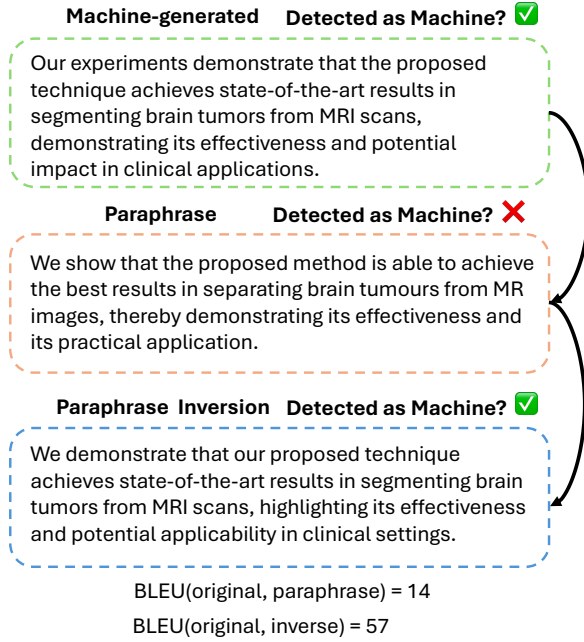 Machine-generated Detected as Machine? ✅
Our experiments demonstrate that the proposed
technique achieves state-of-the-art results in
segmenting brain tumors from MRI scans,
demonstrating its effectiveness and potential
impact in clinical applications.
Paraphrase Detected as Machine? ❌
We show that the proposed method is able to achieve
the best results in separating brain tumours from MR
images, thereby demonstrating its effectiveness and
its practical application.
Paraphrase Inversion Detected as Machine? ✅
We demonstrate that our proposed technique
achieves state-of-the-art results in segmenting brain
tumors from MRI scans, highlighting its effectiveness
and potential applicability in clinical settings.
BLEU(original, paraphrase) = 14
BLEU(original, inverse) = 57